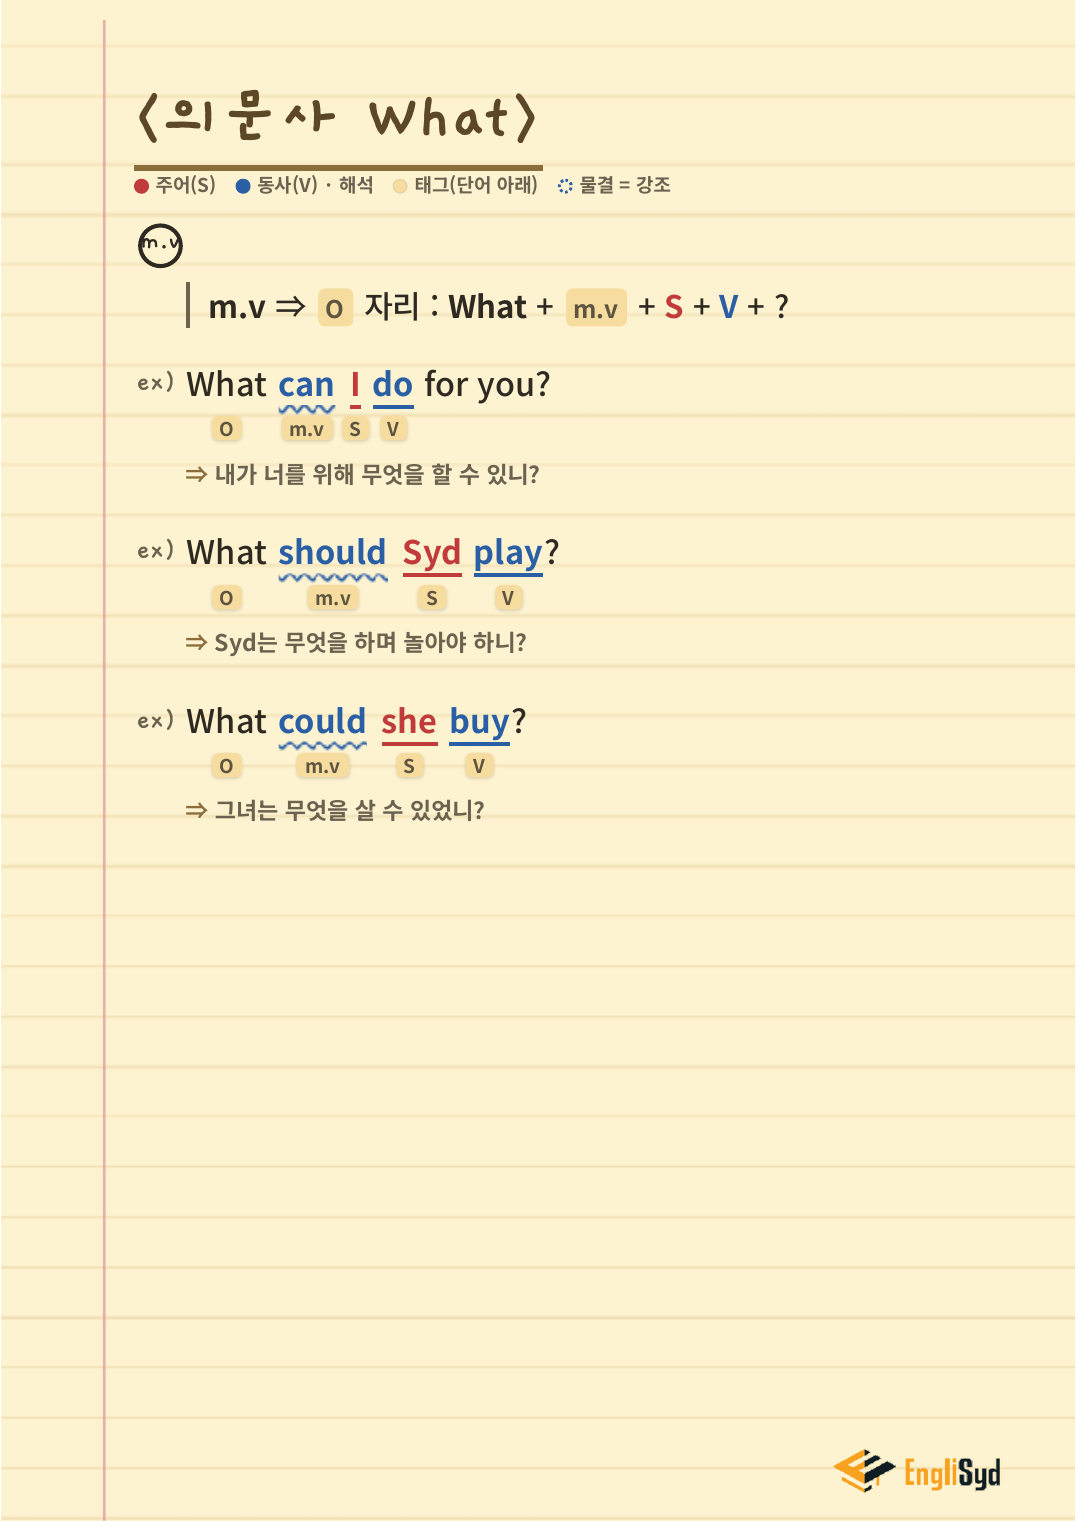 <의문사 What>
주어(S) 동사(V) · 해석 태그(단어 아래) 물결 = 강조
m.v
m.v ⇒ O 자리 : What + m.v + S + V + ?
ex) What can I do for you?
O m.v S V
⇒ 내가 너를 위해 무엇을 할 수 있니?
ex) What should Syd play?
O m.v S V
⇒ Syd는 무엇을 하며 놀아야 하니?
ex) What could she buy?
O m.v S V
⇒ 그녀는 무엇을 살 수 있었니?
EngliSyd